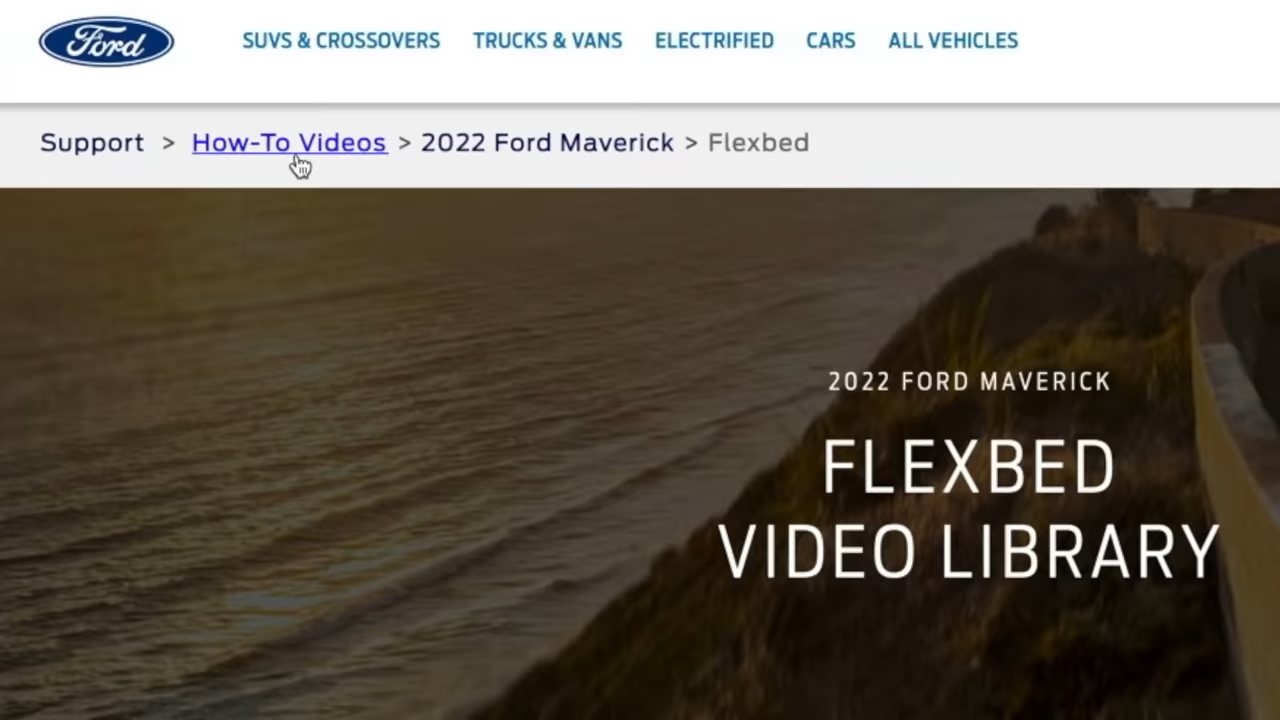 Ford
SUVS & CROSSOVERS TRUCKS & VANS ELECTRIFIED CARS ALL VEHICLES
Support > How-To Videos > 2022 Ford Maverick > Flexbed
2022 FORD MAVERICK
FLEXBED
VIDEO LIBRARY